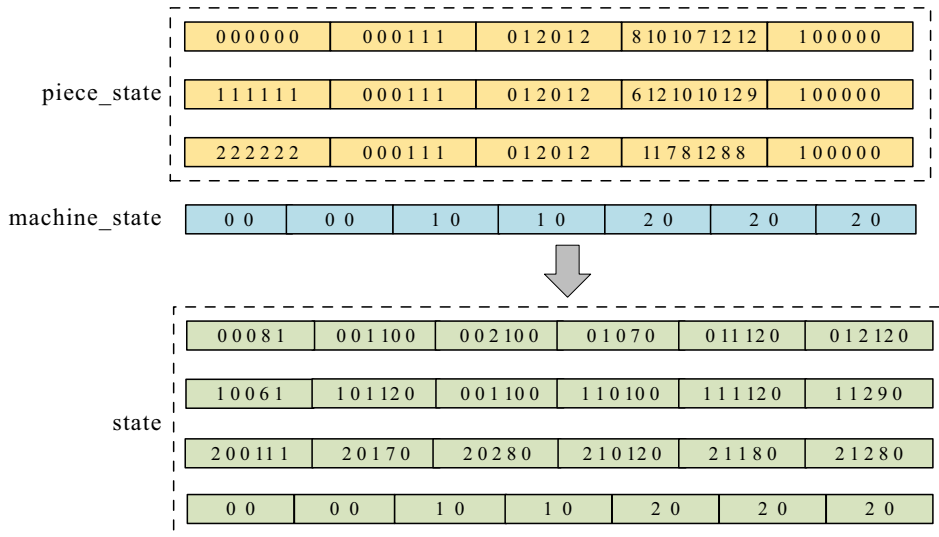 0 0 0 0 0 0 0 0 0 1 1 1 0 1 2 0 1 2 8 10 10 7 12 12 1 0 0 0 0 0
piece_state 1 1 1 1 1 1 0 0 0 1 1 1 0 1 2 0 1 2 6 12 10 10 12 9 1 0 0 0 0 0
2 2 2 2 2 2 0 0 0 1 1 1 0 1 2 0 1 2 11 7 8 12 8 8 1 0 0 0 0 0
machine_state 0 0 0 0 1 0 1 0 2 0 2 0 2 0
0 0 0 8 1 0 0 1 10 0 0 0 2 10 0 0 1 0 7 0 0 1 1 12 0 0 1 2 12 0
1 0 0 6 1 1 0 1 12 0 0 0 1 10 0 1 1 0 10 0 1 1 1 12 0 1 1 2 9 0
state
2 0 0 11 1 2 0 1 7 0 2 0 2 8 0 2 1 0 12 0 2 1 1 8 0 2 1 2 8 0
0 0 0 0 1 0 1 0 2 0 2 0 2 0